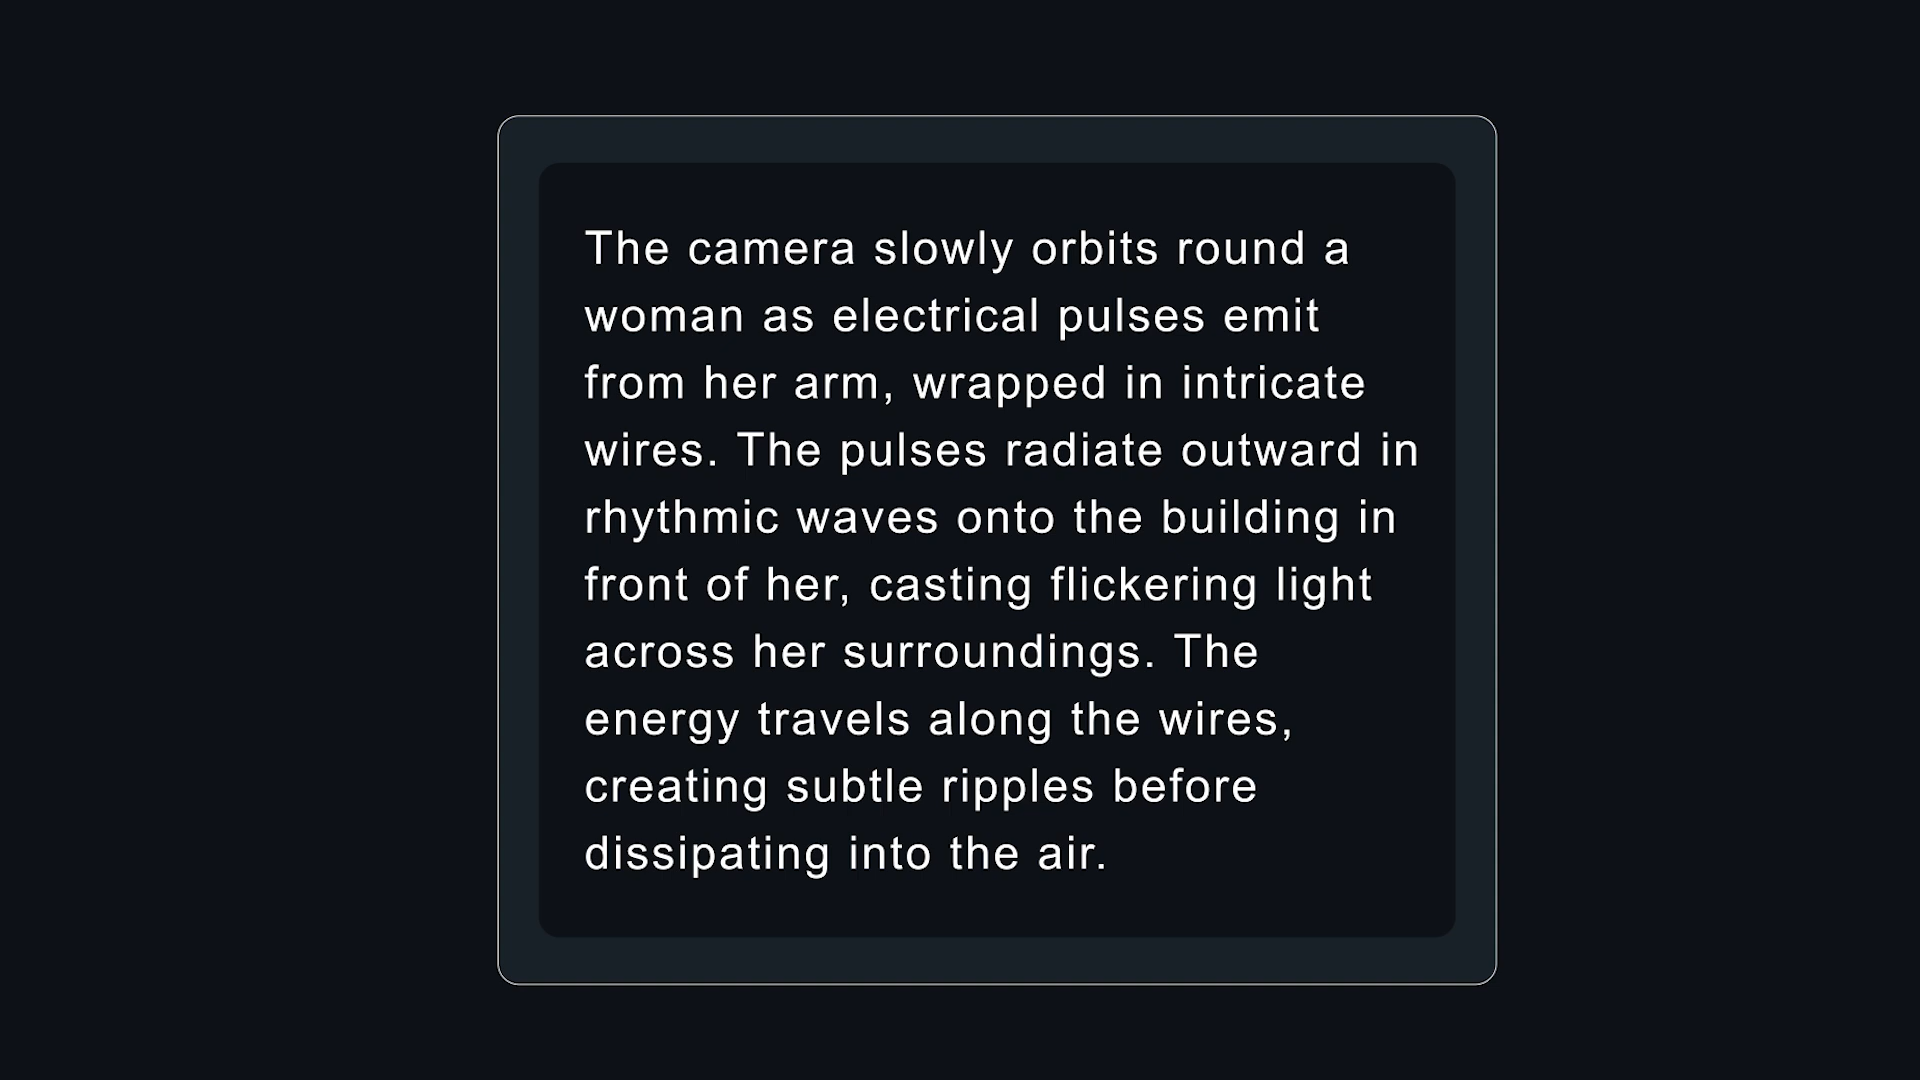 The camera slowly orbits round a
woman as electrical pulses emit
from her arm, wrapped in intricate
wires. The pulses radiate outward in
rhythmic waves onto the building in
front of her, casting flickering light
across her surroundings. The
energy travels along the wires,
creating subtle ripples before
dissipating into the air.